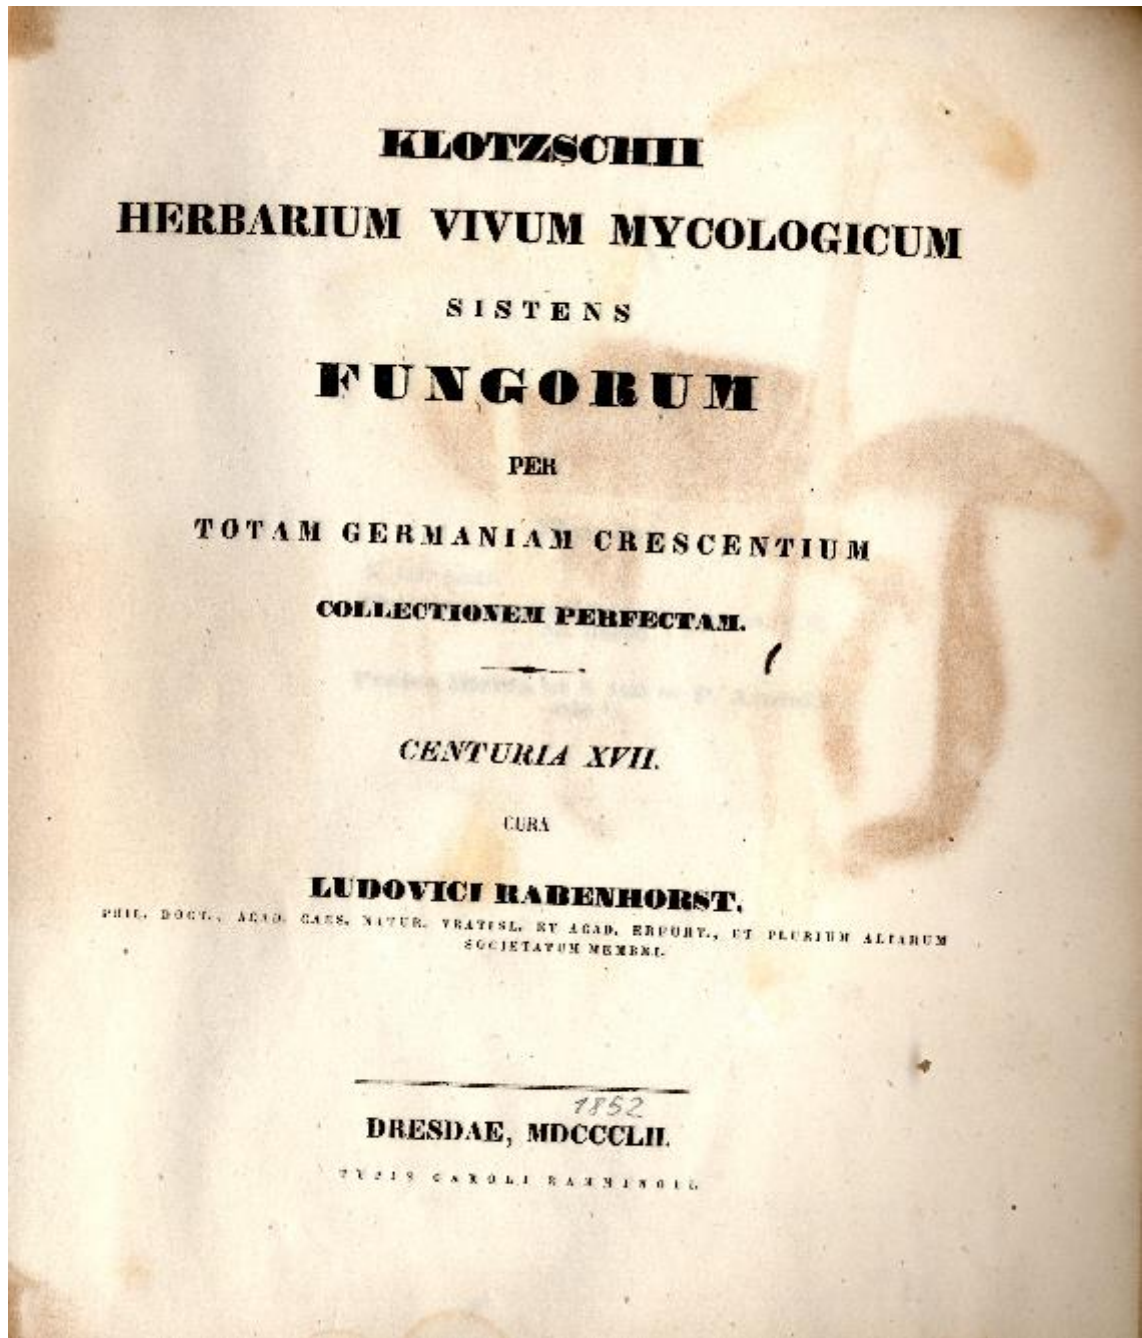 KLOTZSCHII
HERBARIUM VIVUM MYCOLOGICUM
SISTENS
FUNGORUM
PER
TOTAM GERMANIAM CRESCENTIUM
COLLECTIONEM PERFECTAM.
CENTURIA XVII.
CURA
LUDOVICI RABENHORST,
PHIL. DOCT., ACAD. CAES. NATUR. VRATISL. ET ACAD. ERFURT., ET PLURIUM ALIARUM
SOCIETATUM MEMBRI.
1852
DRESDAE, MDCCCLII.
TYPIS CAROLI RAMMINGII.